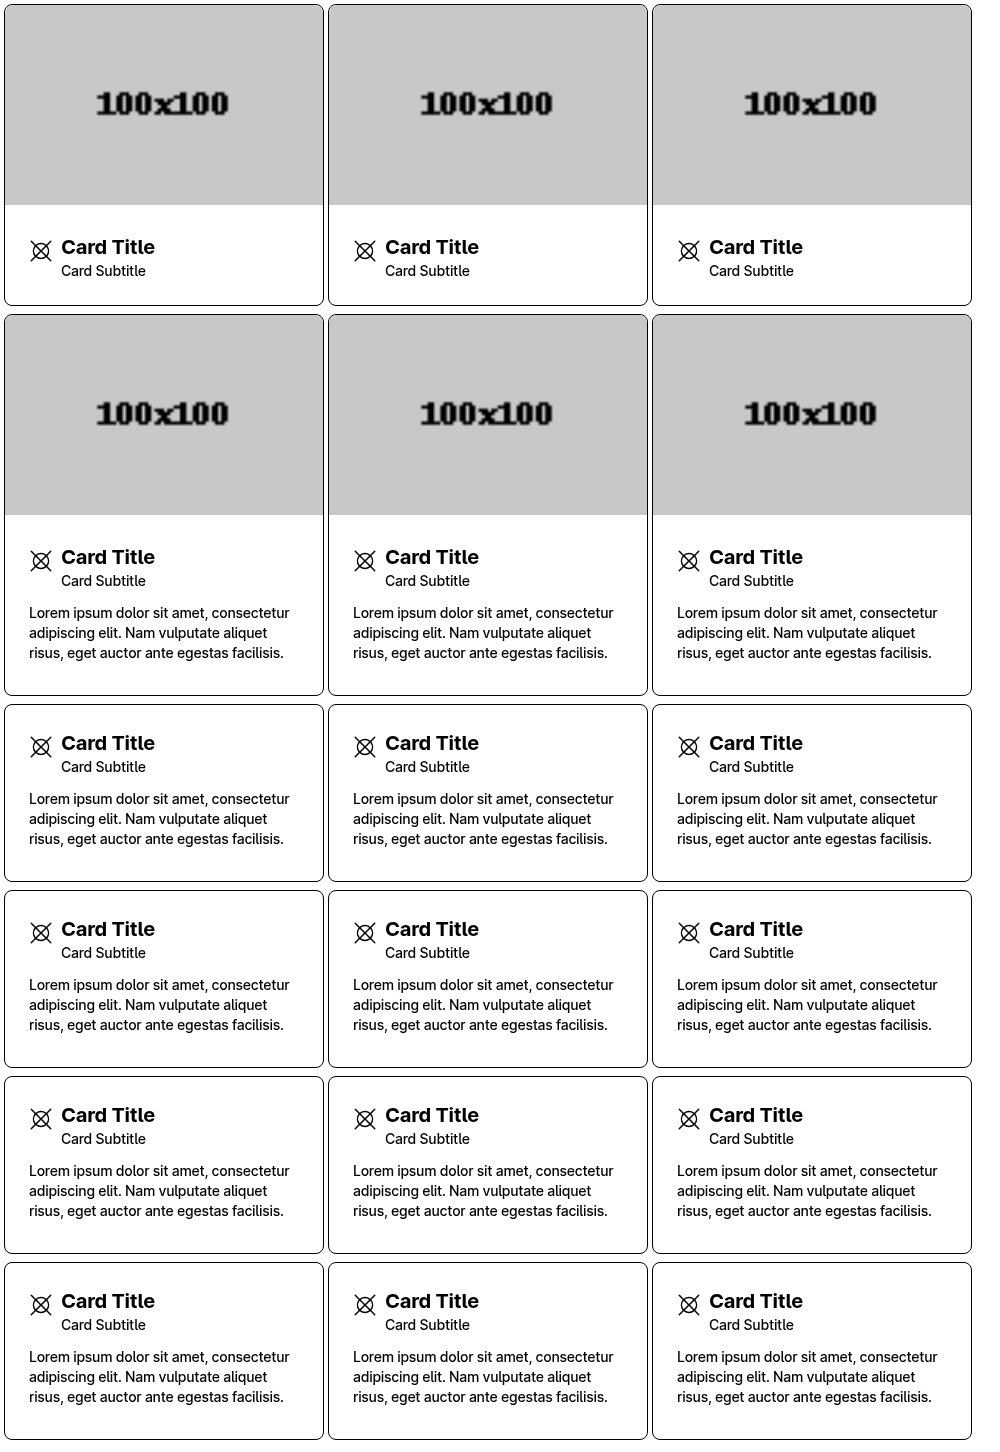 100x100 100x100 100x100
Card Title Card Title Card Title
Card Subtitle Card Subtitle Card Subtitle
100x100 100x100 100x100
Card Title Card Title Card Title
Card Subtitle Card Subtitle Card Subtitle
Lorem ipsum dolor sit amet, consectetur Lorem ipsum dolor sit amet, consectetur Lorem ipsum dolor sit amet, consectetur
adipiscing elit. Nam vulputate aliquet adipiscing elit. Nam vulputate aliquet adipiscing elit. Nam vulputate aliquet
risus, eget auctor ante egestas facilisis. risus, eget auctor ante egestas facilisis. risus, eget auctor ante egestas facilisis.
Card Title Card Title Card Title
Card Subtitle Card Subtitle Card Subtitle
Lorem ipsum dolor sit amet, consectetur Lorem ipsum dolor sit amet, consectetur Lorem ipsum dolor sit amet, consectetur
adipiscing elit. Nam vulputate aliquet adipiscing elit. Nam vulputate aliquet adipiscing elit. Nam vulputate aliquet
risus, eget auctor ante egestas facilisis. risus, eget auctor ante egestas facilisis. risus, eget auctor ante egestas facilisis.
Card Title Card Title Card Title
Card Subtitle Card Subtitle Card Subtitle
Lorem ipsum dolor sit amet, consectetur Lorem ipsum dolor sit amet, consectetur Lorem ipsum dolor sit amet, consectetur
adipiscing elit. Nam vulputate aliquet adipiscing elit. Nam vulputate aliquet adipiscing elit. Nam vulputate aliquet
risus, eget auctor ante egestas facilisis. risus, eget auctor ante egestas facilisis. risus, eget auctor ante egestas facilisis.
Card Title Card Title Card Title
Card Subtitle Card Subtitle Card Subtitle
Lorem ipsum dolor sit amet, consectetur Lorem ipsum dolor sit amet, consectetur Lorem ipsum dolor sit amet, consectetur
adipiscing elit. Nam vulputate aliquet adipiscing elit. Nam vulputate aliquet adipiscing elit. Nam vulputate aliquet
risus, eget auctor ante egestas facilisis. risus, eget auctor ante egestas facilisis. risus, eget auctor ante egestas facilisis.
Card Title Card Title Card Title
Card Subtitle Card Subtitle Card Subtitle
Lorem ipsum dolor sit amet, consectetur Lorem ipsum dolor sit amet, consectetur Lorem ipsum dolor sit amet, consectetur
adipiscing elit. Nam vulputate aliquet adipiscing elit. Nam vulputate aliquet adipiscing elit. Nam vulputate aliquet
risus, eget auctor ante egestas facilisis. risus, eget auctor ante egestas facilisis. risus, eget auctor ante egestas facilisis.